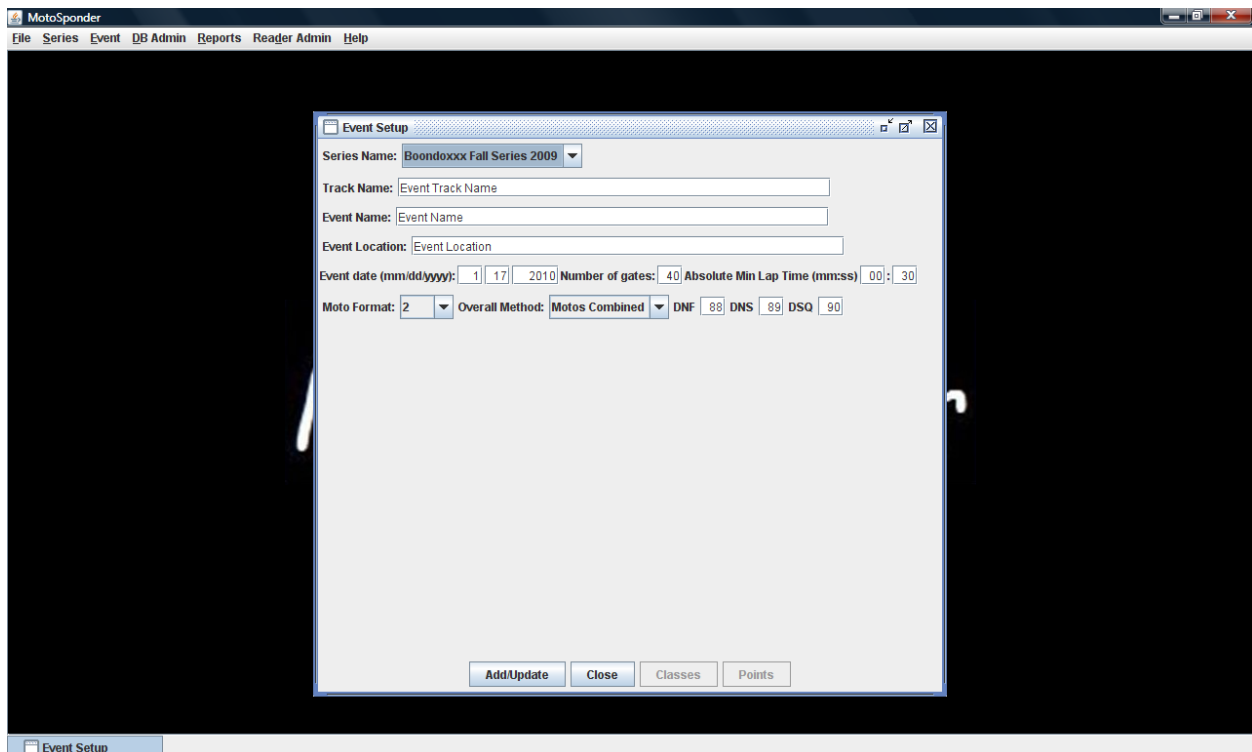 MotoSponder
File Series Event DB Admin Reports Reader Admin Help
Event Setup
Series Name: Boondoxxx Fall Series 2009
Track Name: Event Track Name
Event Name: Event Name
Event Location: Event Location
Event date (mm/dd/yyyy): 1 17 2010 Number of gates: 40 Absolute Min Lap Time (mm:ss) 00 : 30
Moto Format: 2 Overall Method: Motos Combined DNF 88 DNS 89 DSQ 90
Add/Update Close Classes Points
Event Setup